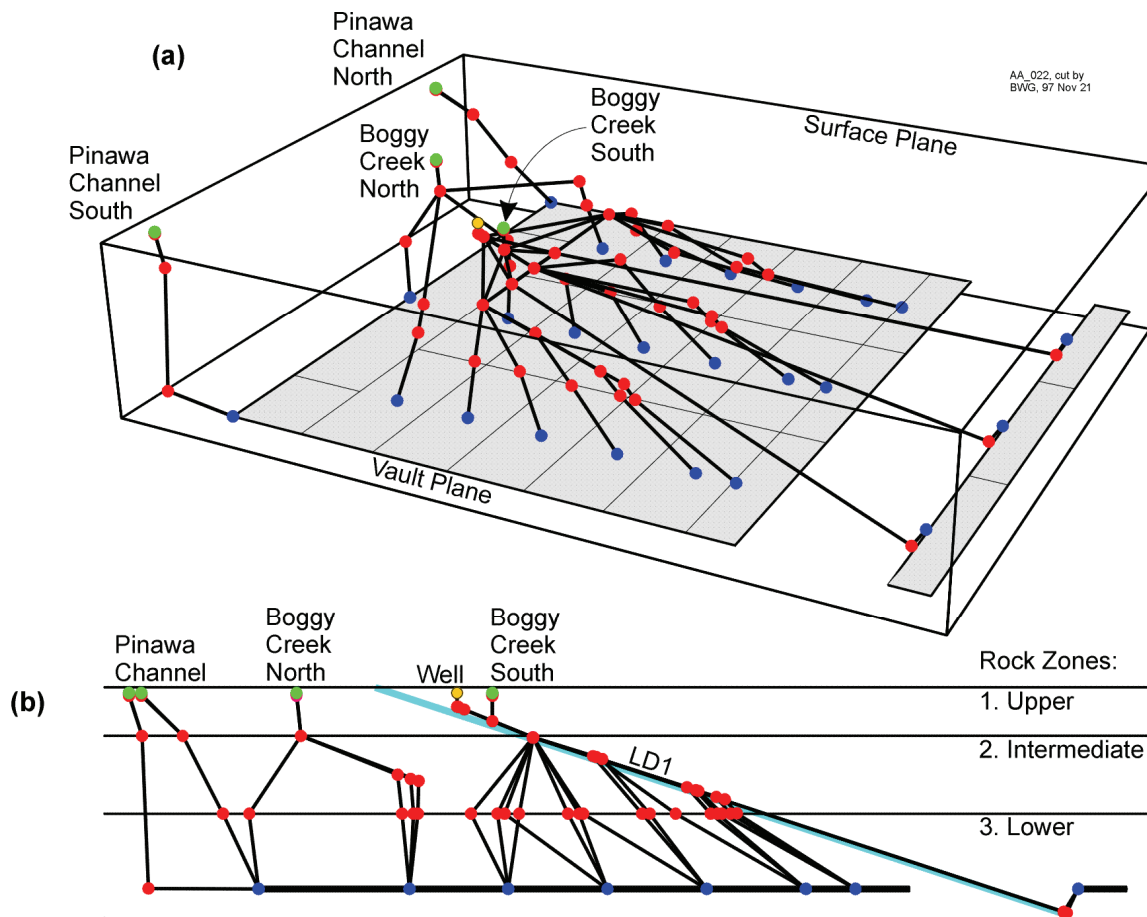 (a)
Pinawa
Channel
North
AA_022, cut by
BWG, 97 Nov 21
Boggy
Creek
South
Surface Plane
Boggy
Creek
North
Pinawa
Channel
South
Vault Plane
(b)
Pinawa
Channel
Boggy
Creek
North
Well
Boggy
Creek
South
Rock Zones:
1. Upper
2. Intermediate
LD1
3. Lower